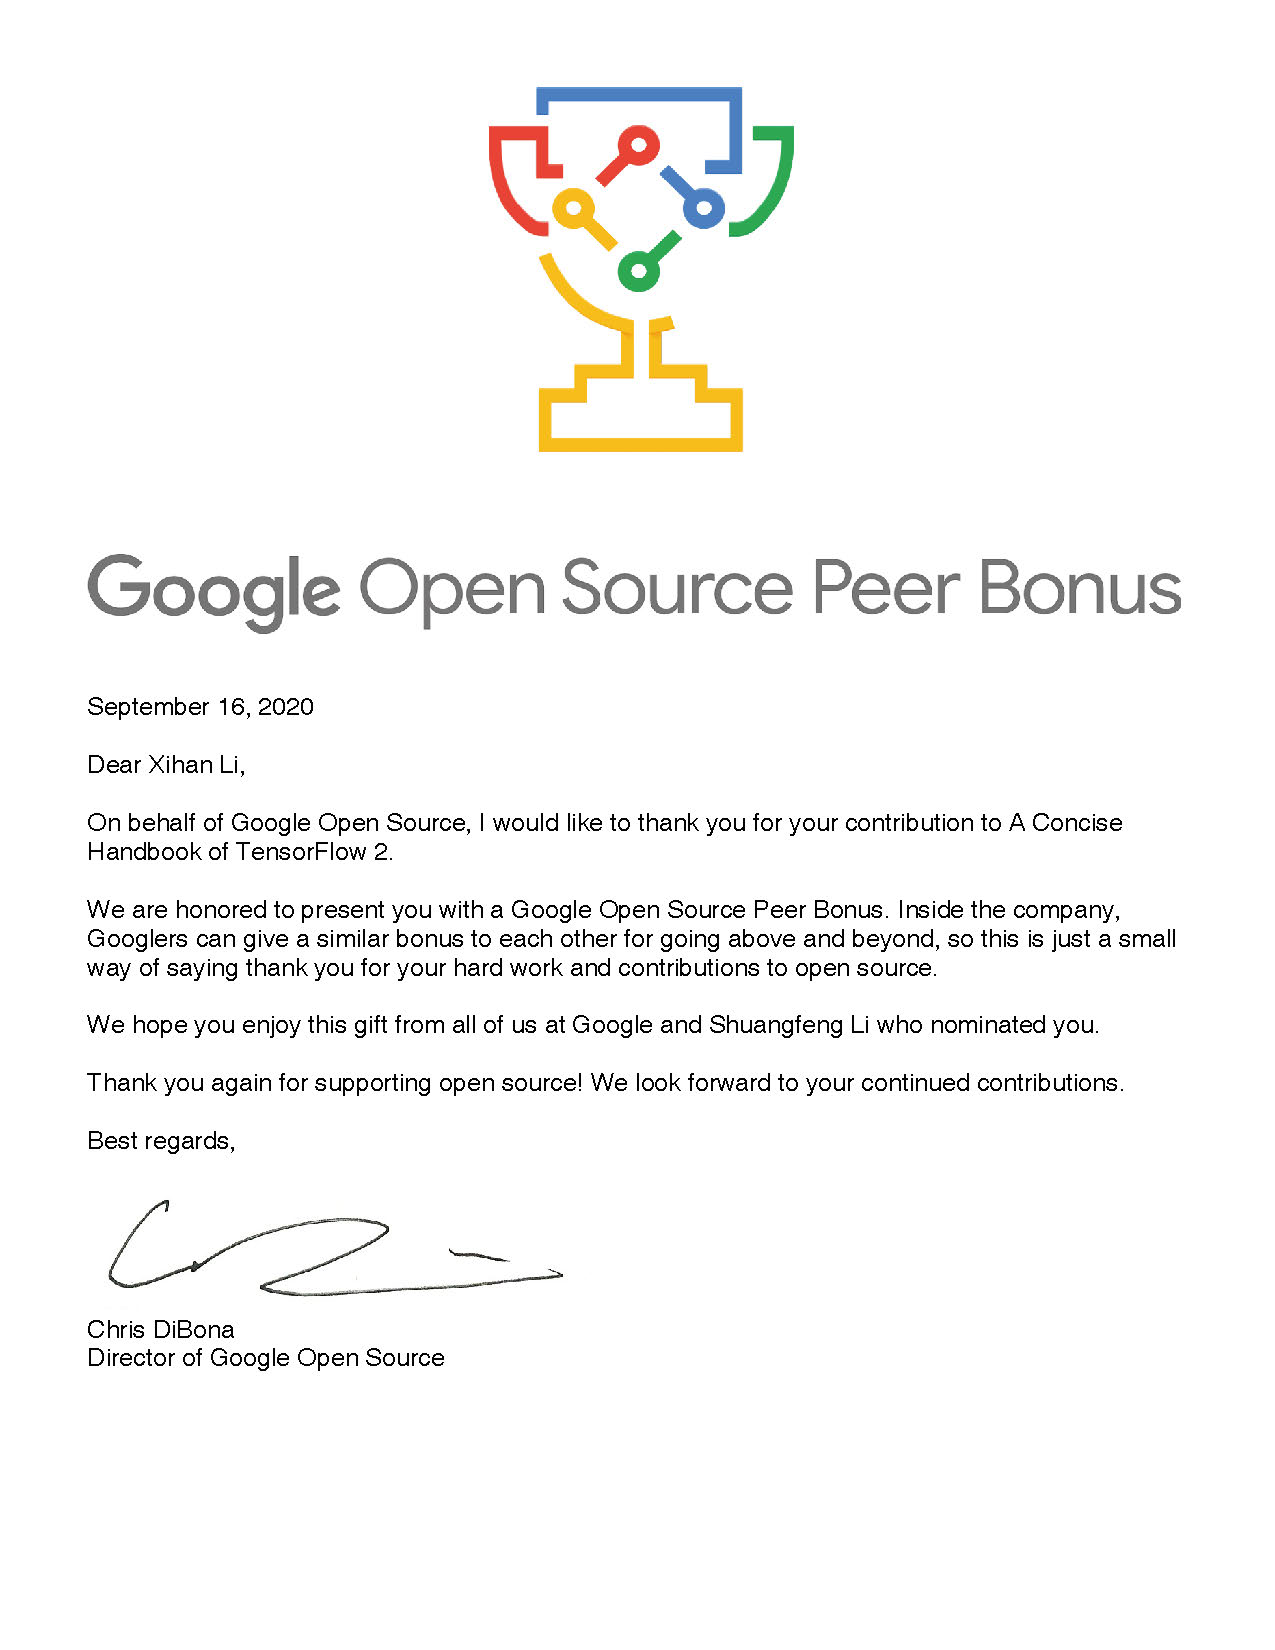 Google Open Source Peer Bonus
September 16, 2020
Dear Xihan Li,
On behalf of Google Open Source, I would like to thank you for your contribution to A Concise
Handbook of TensorFlow 2.
We are honored to present you with a Google Open Source Peer Bonus. Inside the company,
Googlers can give a similar bonus to each other for going above and beyond, so this is just a small
way of saying thank you for your hard work and contributions to open source.
We hope you enjoy this gift from all of us at Google and Shuangfeng Li who nominated you.
Thank you again for supporting open source! We look forward to your continued contributions.
Best regards,
Chris DiBona
Director of Google Open Source